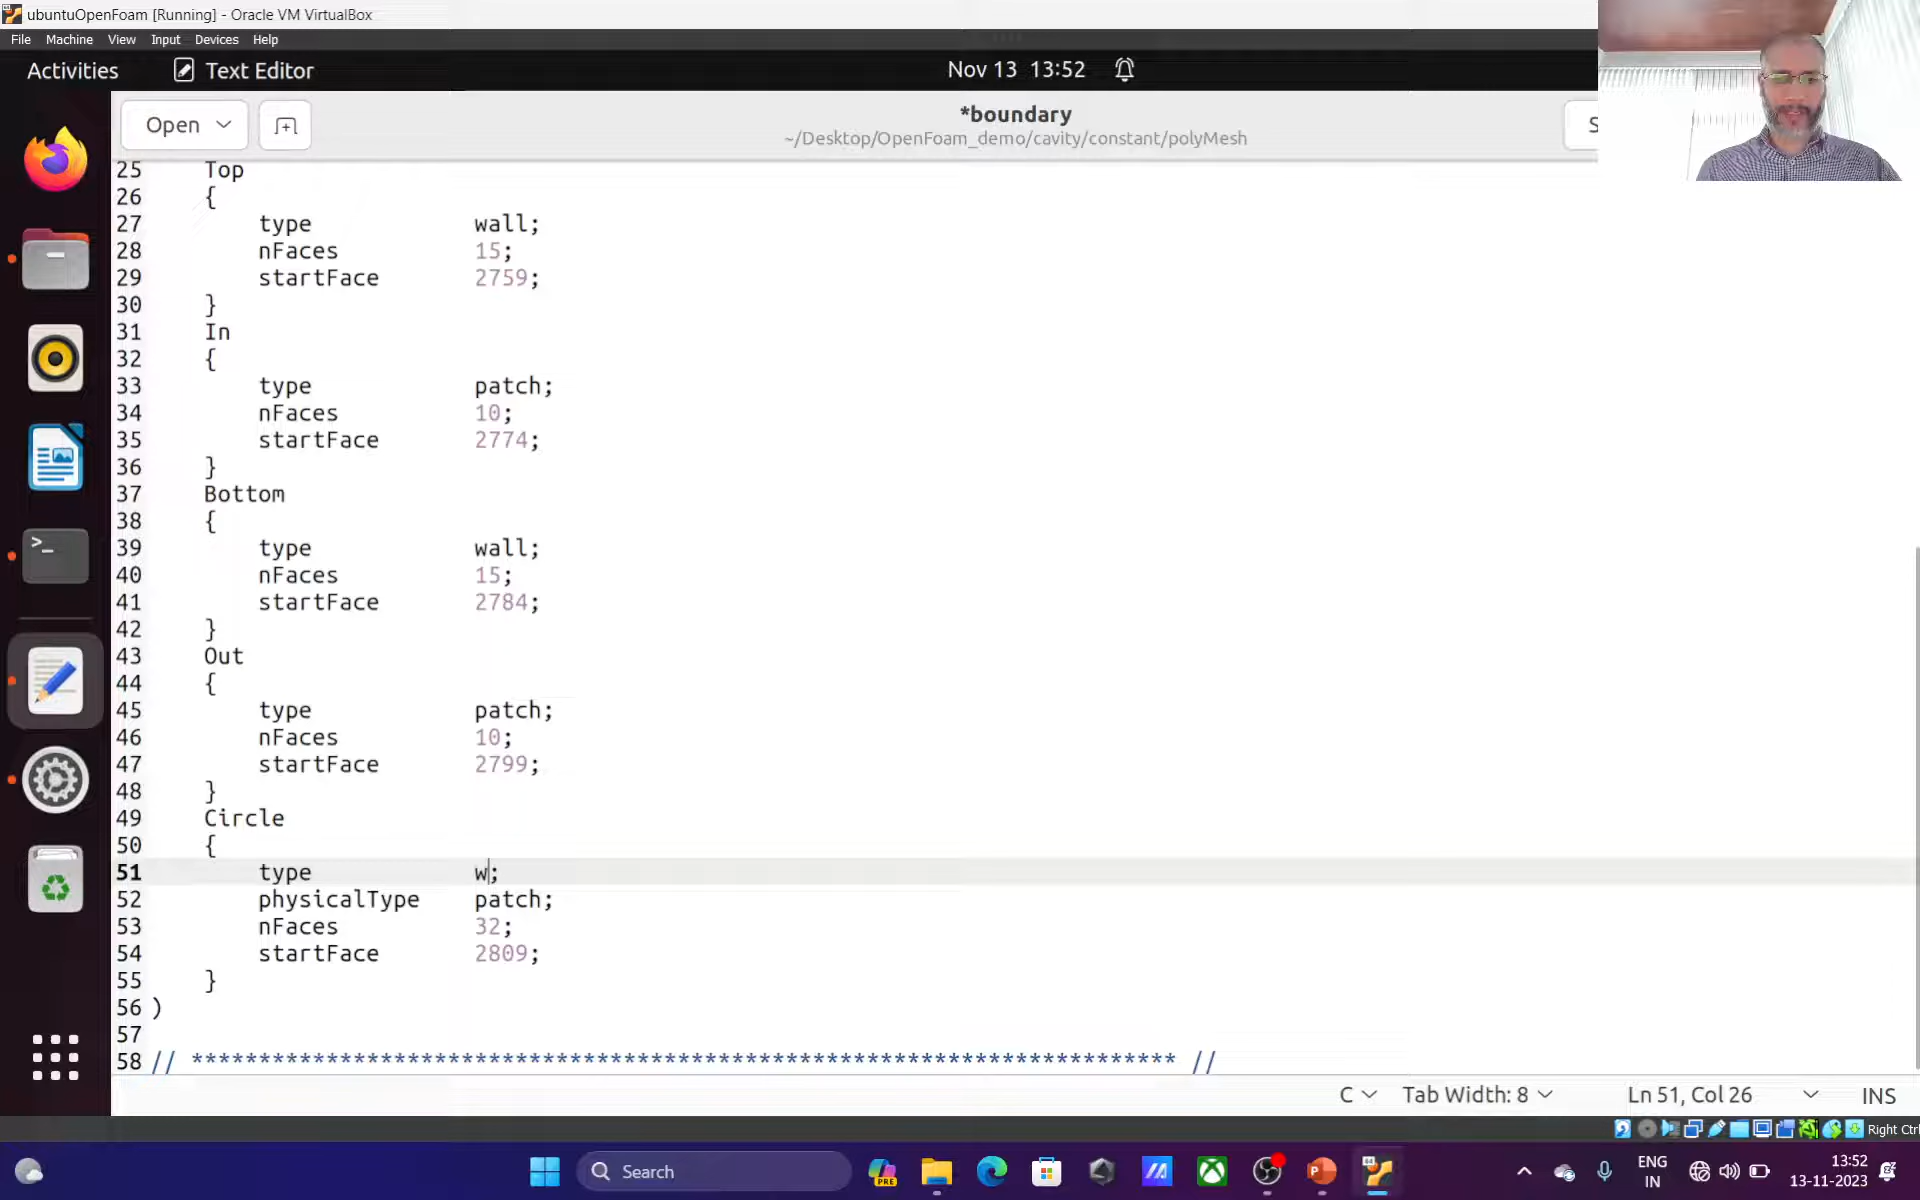 ubuntuOpenFoam [Running] - Oracle VM VirtualBox
File Machine View Input Devices Help
Activities Text Editor Nov 13 13:52
Open *boundary
~/Desktop/OpenFoam_demo/cavity/constant/polyMesh
25 Top
26 {
27 type wall;
28 nFaces 15;
29 startFace 2759;
30 }
31 In
32 {
33 type patch;
34 nFaces 10;
35 startFace 2774;
36 }
37 Bottom
38 {
39 type wall;
40 nFaces 15;
41 startFace 2784;
42 }
43 Out
44 {
45 type patch;
46 nFaces 10;
47 startFace 2799;
48 }
49 Circle
50 {
51 type w;
52 physicalType patch;
53 nFaces 32;
54 startFace 2809;
55 }
56 )
57
58 // ************************************************************************* //
C Tab Width: 8 Ln 51, Col 26 INS
Right Ctrl
Search
PRE
ENG
IN
13:52
13-11-2023